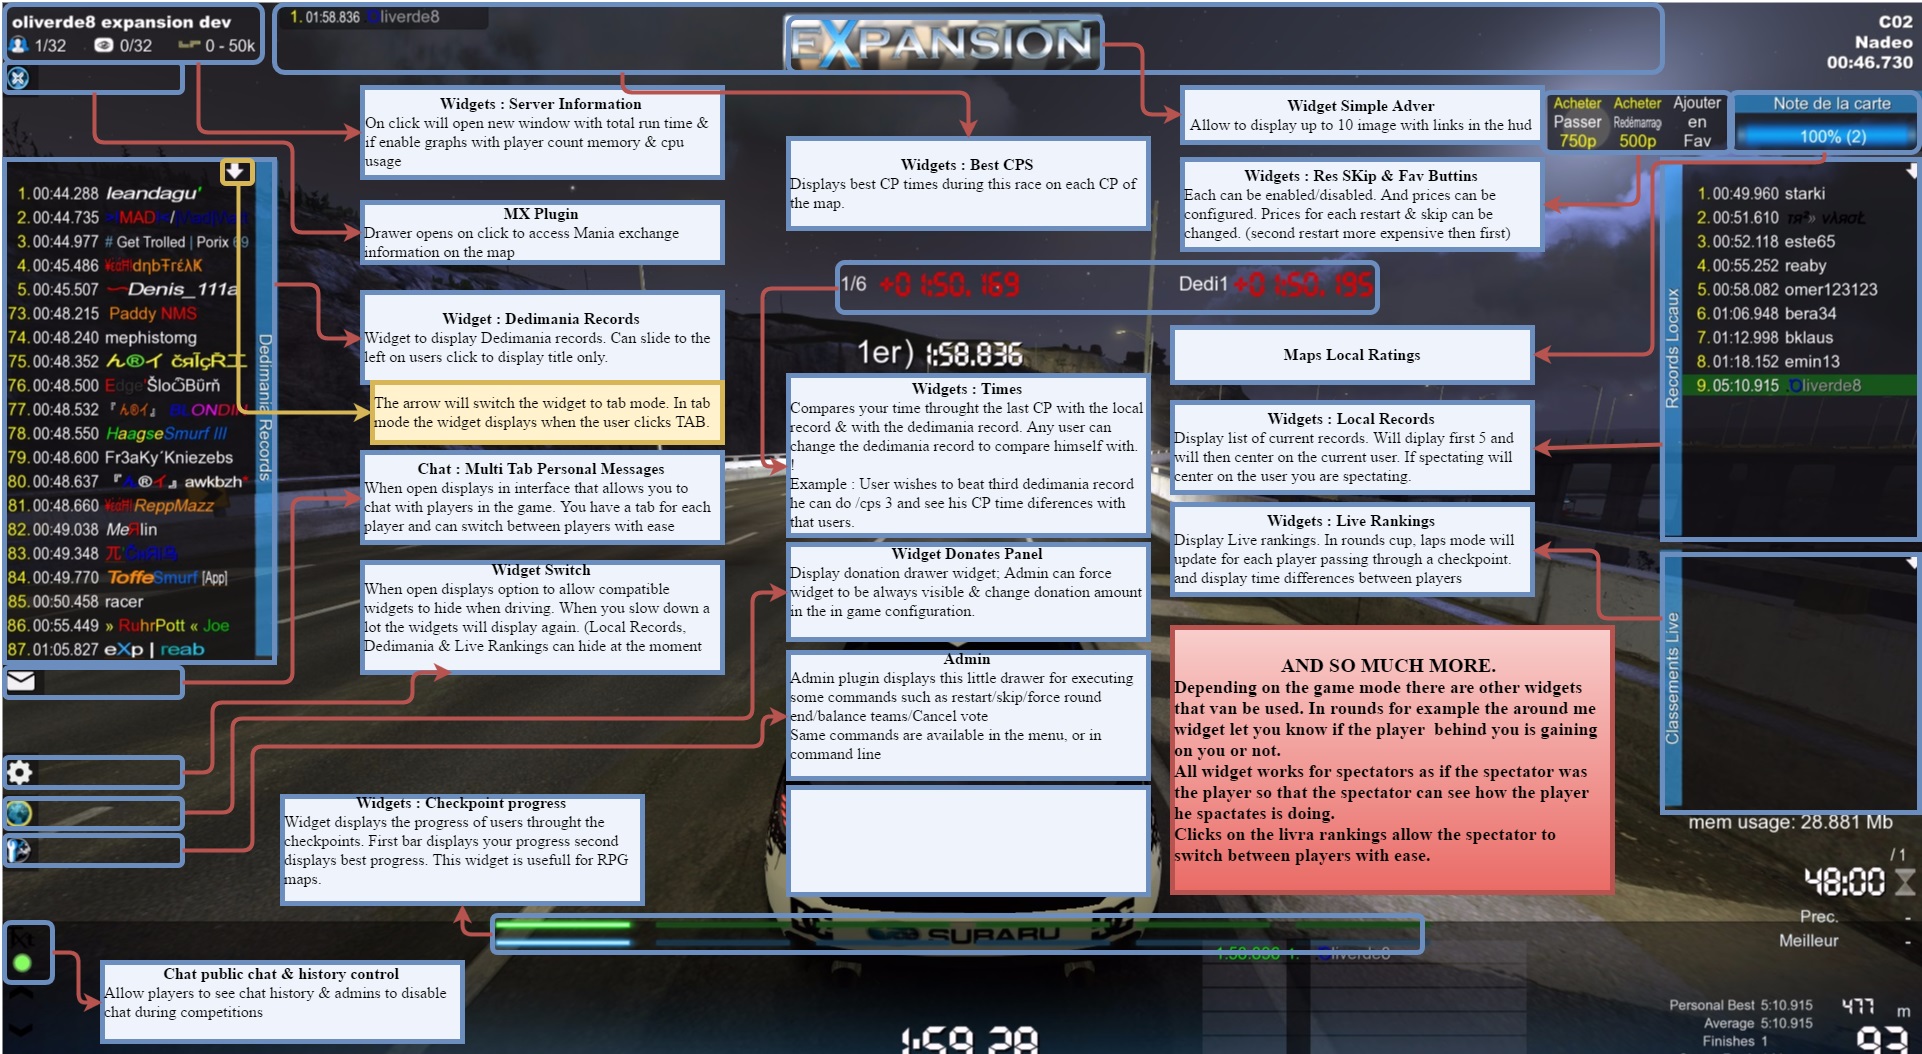 oliverde8 expansion dev
1/32 0/32 0 - 50k
1. 01:58.836 Oliverde8
EXPANSION
C02
Nadeo
00:46.730
Widgets : Server Information
On click will open new window with total run time &
if enable graphs with player count memory & cpu
usage
MX Plugin
Drawer opens on click to access Mania exchange
information on the map
Widget : Dedimania Records
Widget to display Dedimania records. Can slide to the
left on users click to display title only.
The arrow will switch the widget to tab mode. In tab
mode the widget displays when the user clicks TAB.
Chat : Multi Tab Personal Messages
When open displays in interface that allows you to
chat with players in the game. You have a tab for each
player and can switch between players with ease
Widget Switch
When open displays option to allow compatible
widgets to hide when driving. When you slow down a
lot the widgets will display again. (Local Records,
Dedimania & Live Rankings can hide at the moment
Widgets : Checkpoint progress
Widget displays the progress of users throught the
checkpoints. First bar displays your progress second
displays best progress. This widget is usefull for RPG
maps.
Chat public chat & history control
Allow players to see chat history & admins to disable
chat during competitions
1. 00:44.288 leandagu'
2. 00:44.735
3. 00:44.977 # Get Trolled | Porix 69
4. 00:45.486
5. 00:45.507 Denis_111a
73. 00:48.215 Paddy NMS
74. 00:48.240 mephistomg
75. 00:48.352
76. 00:48.500
77. 00:48.532
78. 00:48.550 HaagseSmurf III
79. 00:48.600 Fr3aKy´Kniezebs
80. 00:48.637 awkbzh
81. 00:48.660 ReppMazz
82. 00:49.038
83. 00:49.348
84. 00:49.770 ToffeSmurf [App]
85. 00:50.458 racer
86. 00:55.449 » RuhrPott « Joe
87. 01:05.827 eXp | reab
Dedimania Records
Widgets : Best CPS
Displays best CP times during this race on each CP of
the map.
1/6 +01:50.169 Dedi1 +01:50.195
1er) 1:58.836
Widgets : Times
Compares your time throught the last CP with the local
record & with the dedimania record. Any user can
change the dedimania record to compare himself with.
!
Example : User wishes to beat third dedimania record
he can do /cps 3 and see his CP time diferences with
that users.
Widget Donates Panel
Display donation drawer widget; Admin can force
widget to be always visible & change donation amount
in the in game configuration.
Admin
Admin plugin displays this little drawer for executing
some commands such as restart/skip/force round
end/balance teams/Cancel vote
Same commands are available in the menu, or in
command line
Widget Simple Adver
Allow to display up to 10 image with links in the hud
Widgets : Res SKip & Fav Buttins
Each can be enabled/disabled. And prices can be
configured. Prices for each restart & skip can be
changed. (second restart more expensive then first)
Maps Local Ratings
Widgets : Local Records
Display list of current records. Will diplay first 5 and
will then center on the current user. If spectating will
center on the user you are spectating.
Widgets : Live Rankings
Display Live rankings. In rounds cup, laps mode will
update for each player passing through a checkpoint.
and display time differences between players
AND SO MUCH MORE.
Depending on the game mode there are other widgets
that van be used. In rounds for example the around me
widget let you know if the player behind you is gaining
on you or not.
All widget works for spectators as if the spectator was
the player so that the spectator can see how the player
he spactates is doing.
Clicks on the livra rankings allow the spectator to
switch between players with ease.
Acheter
Passer
750p
Acheter
Redémarrag
500p
Ajouter
en
Fav
Note de la carte
100% (2)
1. 00:49.960 starki
2. 00:51.610
3. 00:52.118 este65
4. 00:55.252 reaby
5. 00:58.082 omer123123
6. 01:06.948 bera34
7. 01:12.998 bklaus
8. 01:18.152 emin13
9. 05:10.915 Oliverde8
Records Locaux
Classements Live
mem usage: 28.881 Mb
/ 1
48:00
Prec. -
Meilleur -
SUBARU
1:58.836 1. Oliverde8
1:59.28
Personal Best 5:10.915
Average 5:10.915
Finishes 1
477 m
93